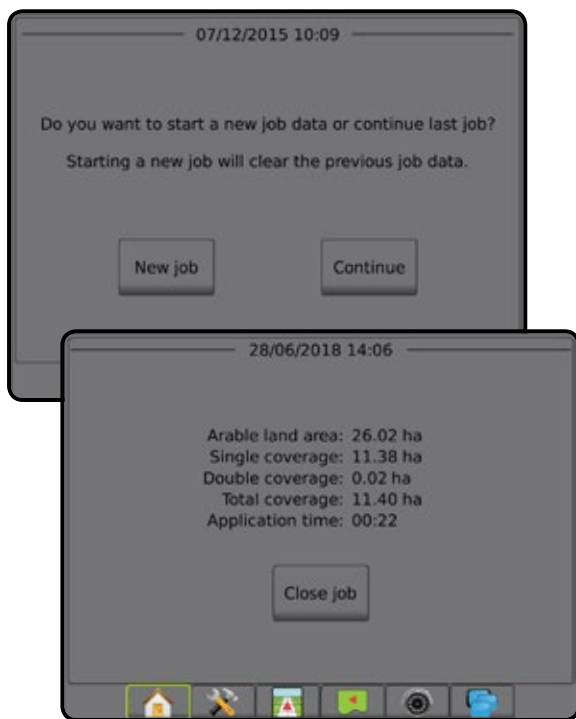 07/12/2015 10:09
Do you want to start a new job data or continue last job?
Starting a new job will clear the previous job data.
New job Continue
28/06/2018 14:06
Arable land area: 26.02 ha
Single coverage: 11.38 ha
Double coverage: 0.02 ha
Total coverage: 11.40 ha
Application time: 00:22
Close job